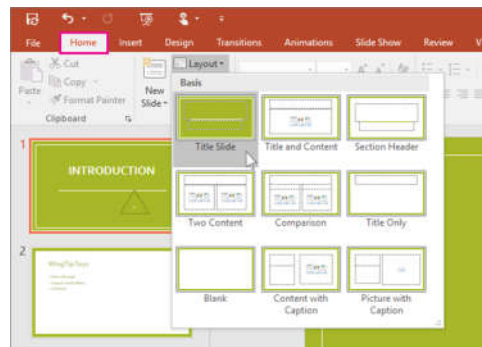 File Home Insert Design Transitions Animations Slide Show Review V
Cut
Copy
Format Painter
Paste
New
Slide
Layout
Clipboard
Basis
Title Slide Title and Content Section Header
Two Content Comparison Title Only
Blank Content with Caption Picture with Caption
1
INTRODUCTION
2